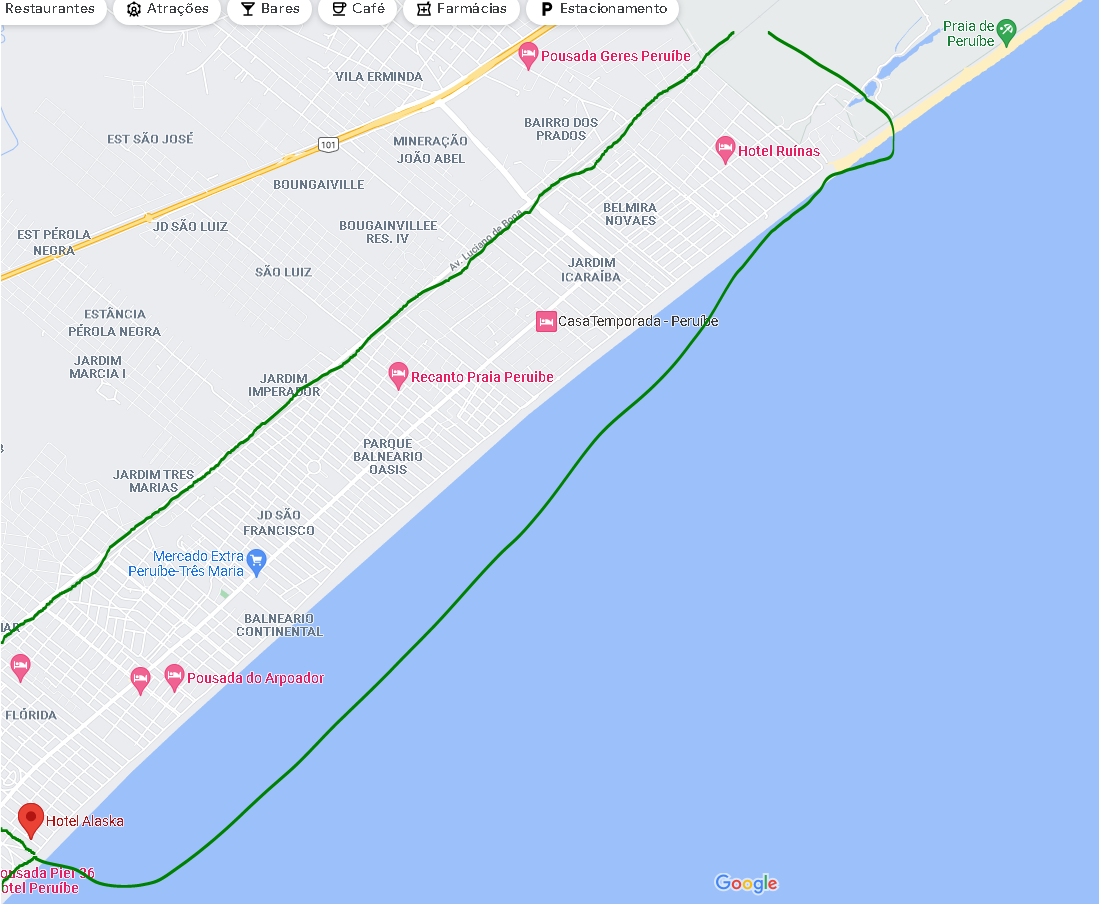 Restaurantes
Atrações
Bares
Café
Farmácias
Estacionamento
Praia de
Peruíbe
Pousada Geres Peruíbe
VILA ERMINDA
BAIRRO DOS
PRADOS
EST SÃO JOSÉ
101
MINERAÇÃO
JOÃO ABEL
Hotel Ruínas
BOUNGAIVILLE
BELMIRA
NOVAES
JD SÃO LUIZ
BOUGAINVILLEE
RES. IV
EST PÉROLA
NEGRA
Av. Luciano de Bona
SÃO LUIZ
JARDIM
ICARAÍBA
ESTÂNCIA
PÉROLA NEGRA
CasaTemporada - Peruíbe
JARDIM
MARCIA I
JARDIM
IMPERADOR
Recanto Praia Peruibe
PARQUE
BALNEARIO
OASIS
JARDIM TRES
MARIAS
JD SÃO
FRANCISCO
Mercado Extra
Peruíbe-Três Maria
BALNEARIO
CONTINENTAL
IAR
Pousada do Arpoador
FLÓRIDA
Hotel Alaska
ousada Pier 36
otel Peruíbe
Google